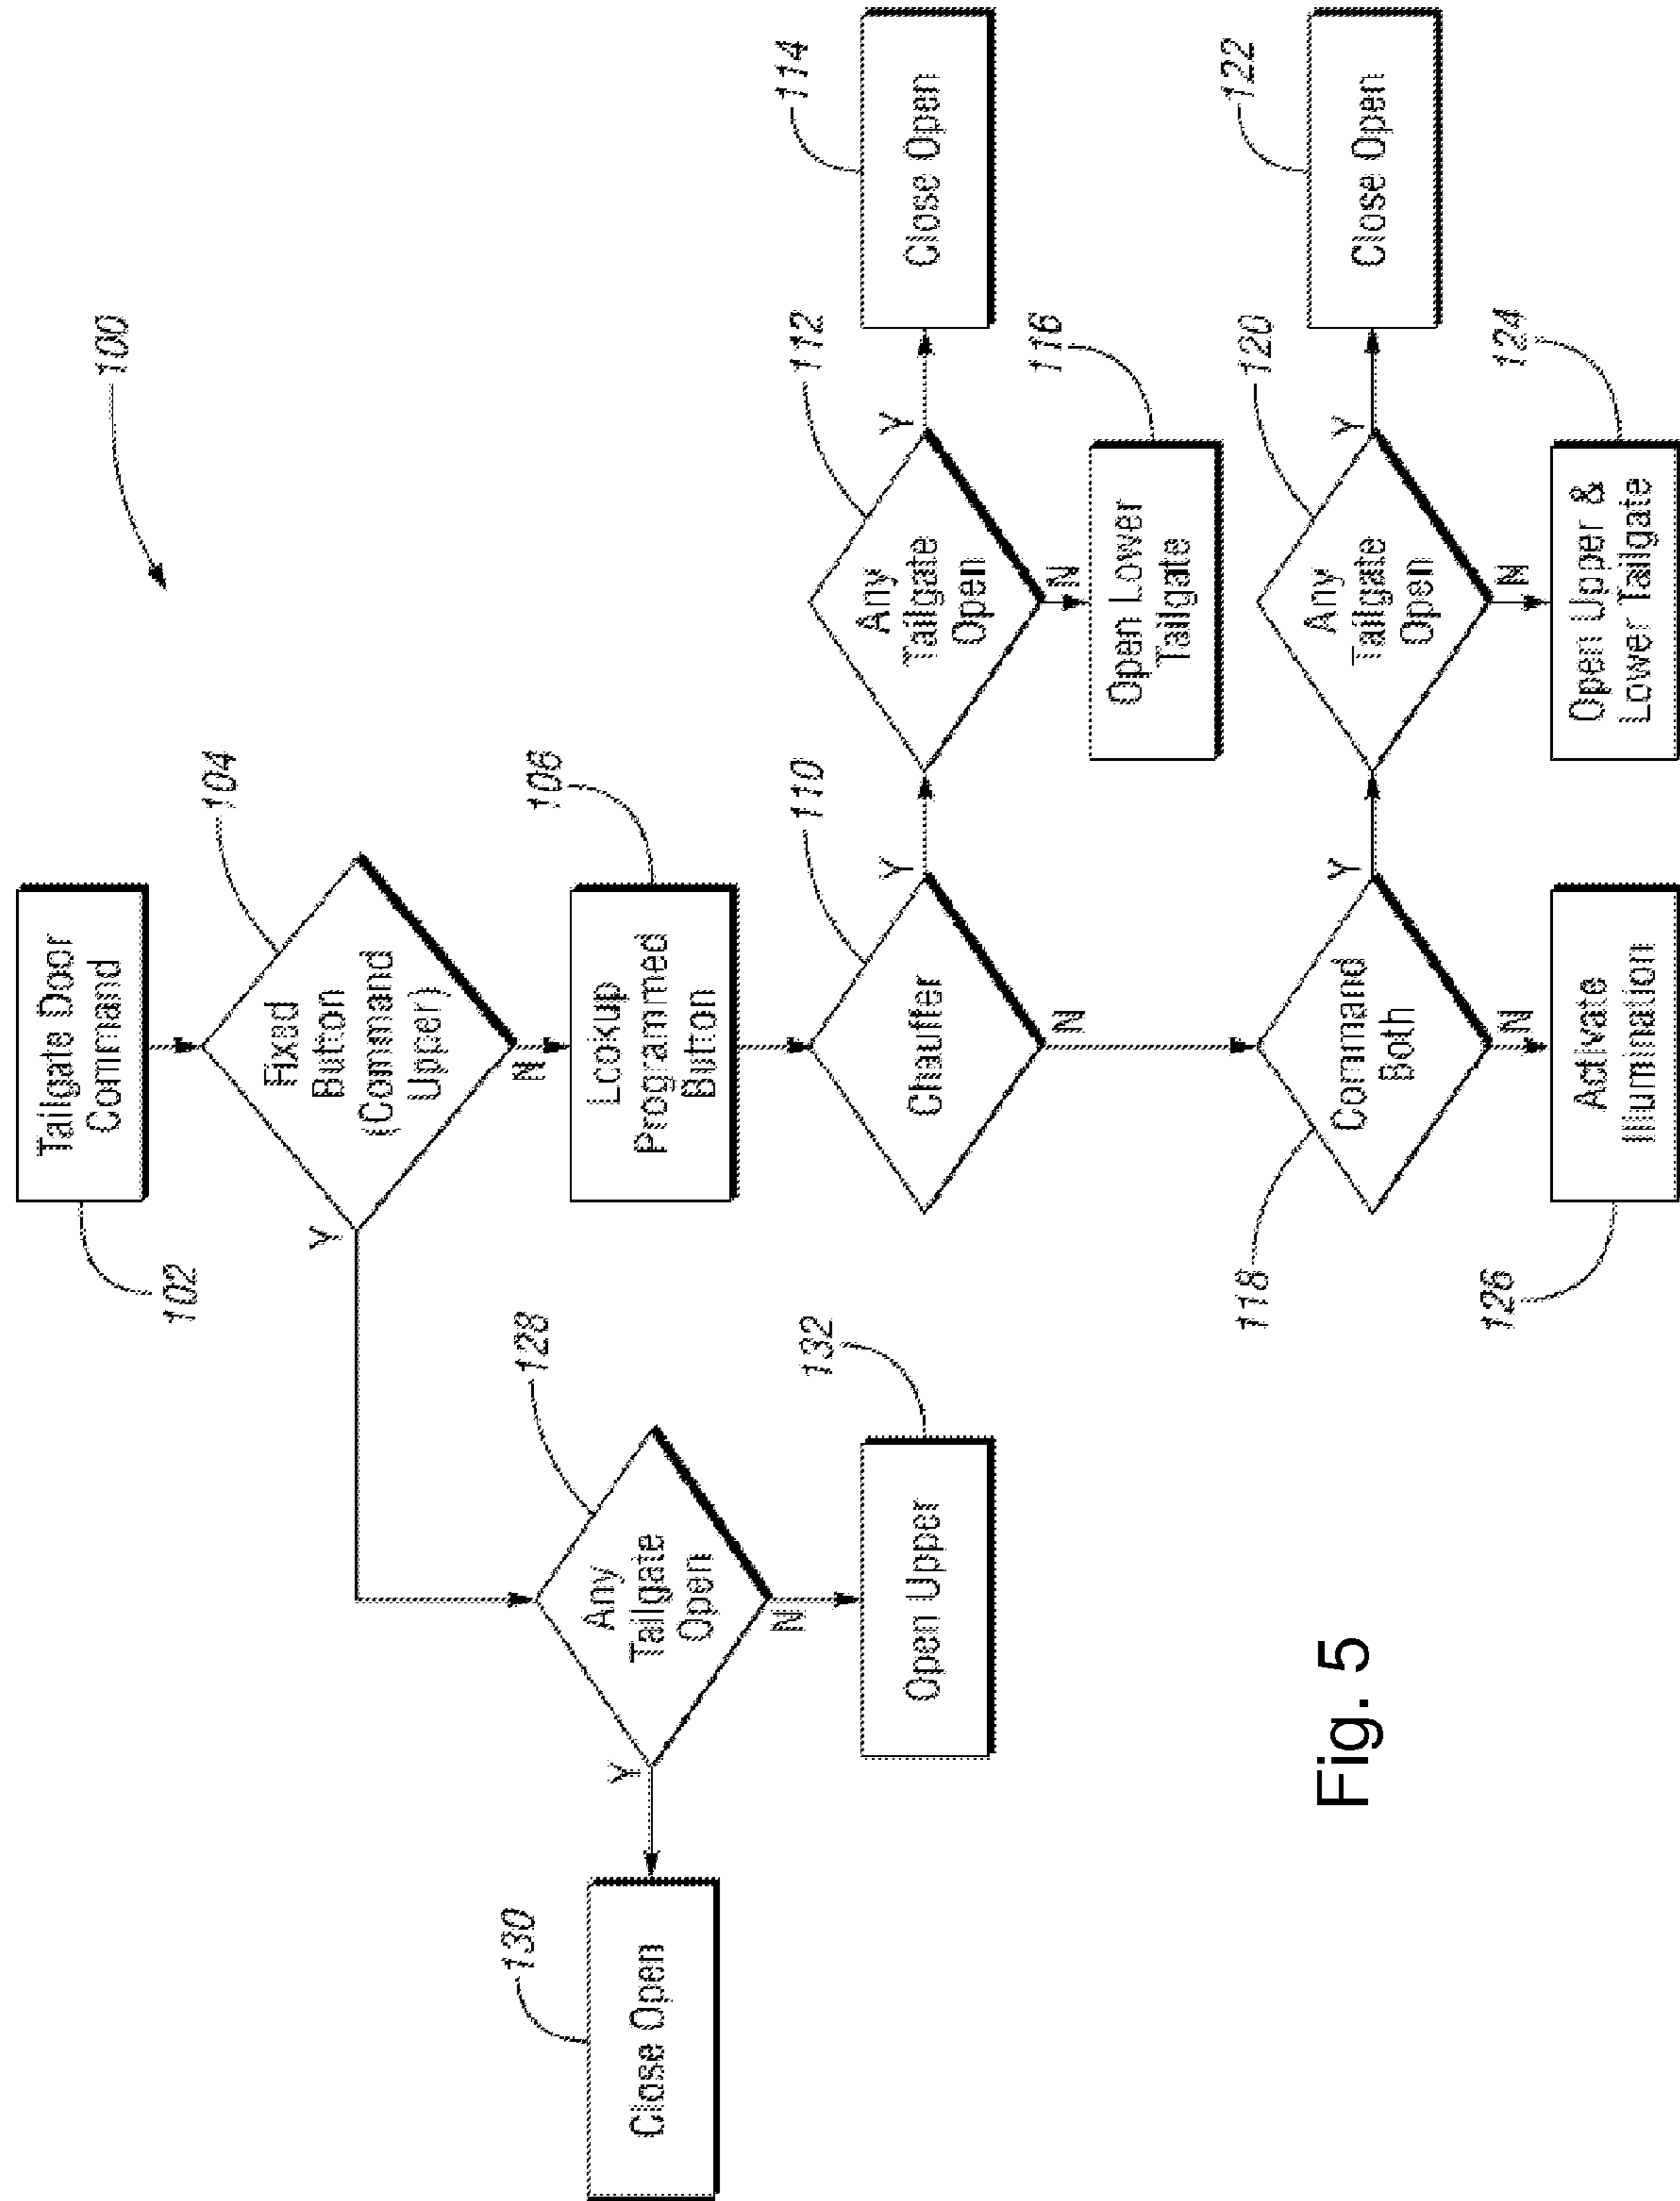 100
Tailgate Door
Command
102
104
Fixed
Button
(Command
Upper)
Y
N
Lookup
Programmed
Button
106
128
Any
Tailgate
Open
Y
N
130
Close Open
132
Open Upper
110
Chauffer
Y
N
112
Any
Tailgate
Open
Y
N
114
Close Open
116
Open Lower
Tailgate
118
Command
Both
Y
N
120
Any
Tailgate
Open
Y
N
122
Close Open
124
Open Upper &
Lower Tailgate
126
Activate
Illumination
Fig. 5